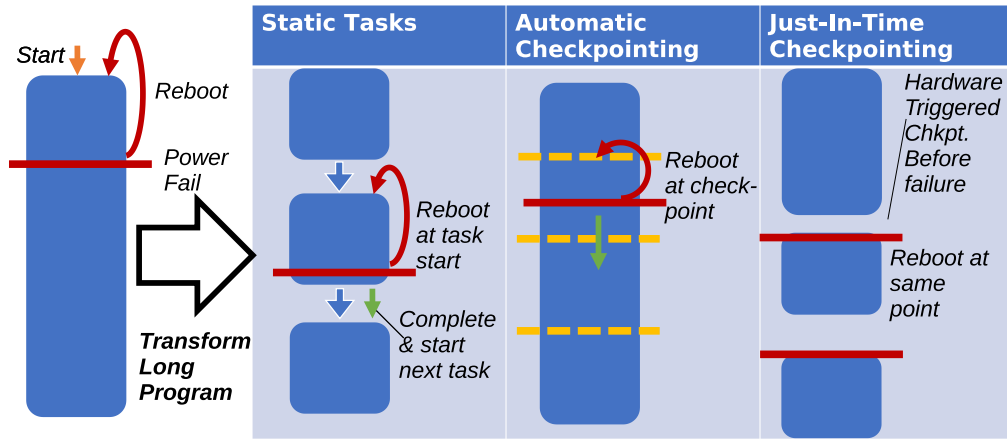 Start
Reboot
Power
Fail
Transform
Long
Program
Static Tasks
Reboot
at task
start
Complete
& start
next task
Automatic
Checkpointing
Reboot
at check-
point
Just-In-Time
Checkpointing
Hardware
Triggered
Chkpt.
Before
failure
Reboot at
same
point